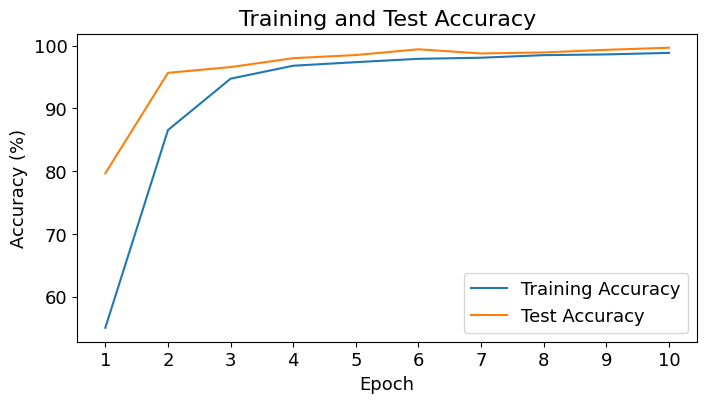 Training and Test Accuracy
100
90
80
70
60
Accuracy (%)
Training Accuracy
Test Accuracy
1 2 3 4 5 6 7 8 9 10
Epoch